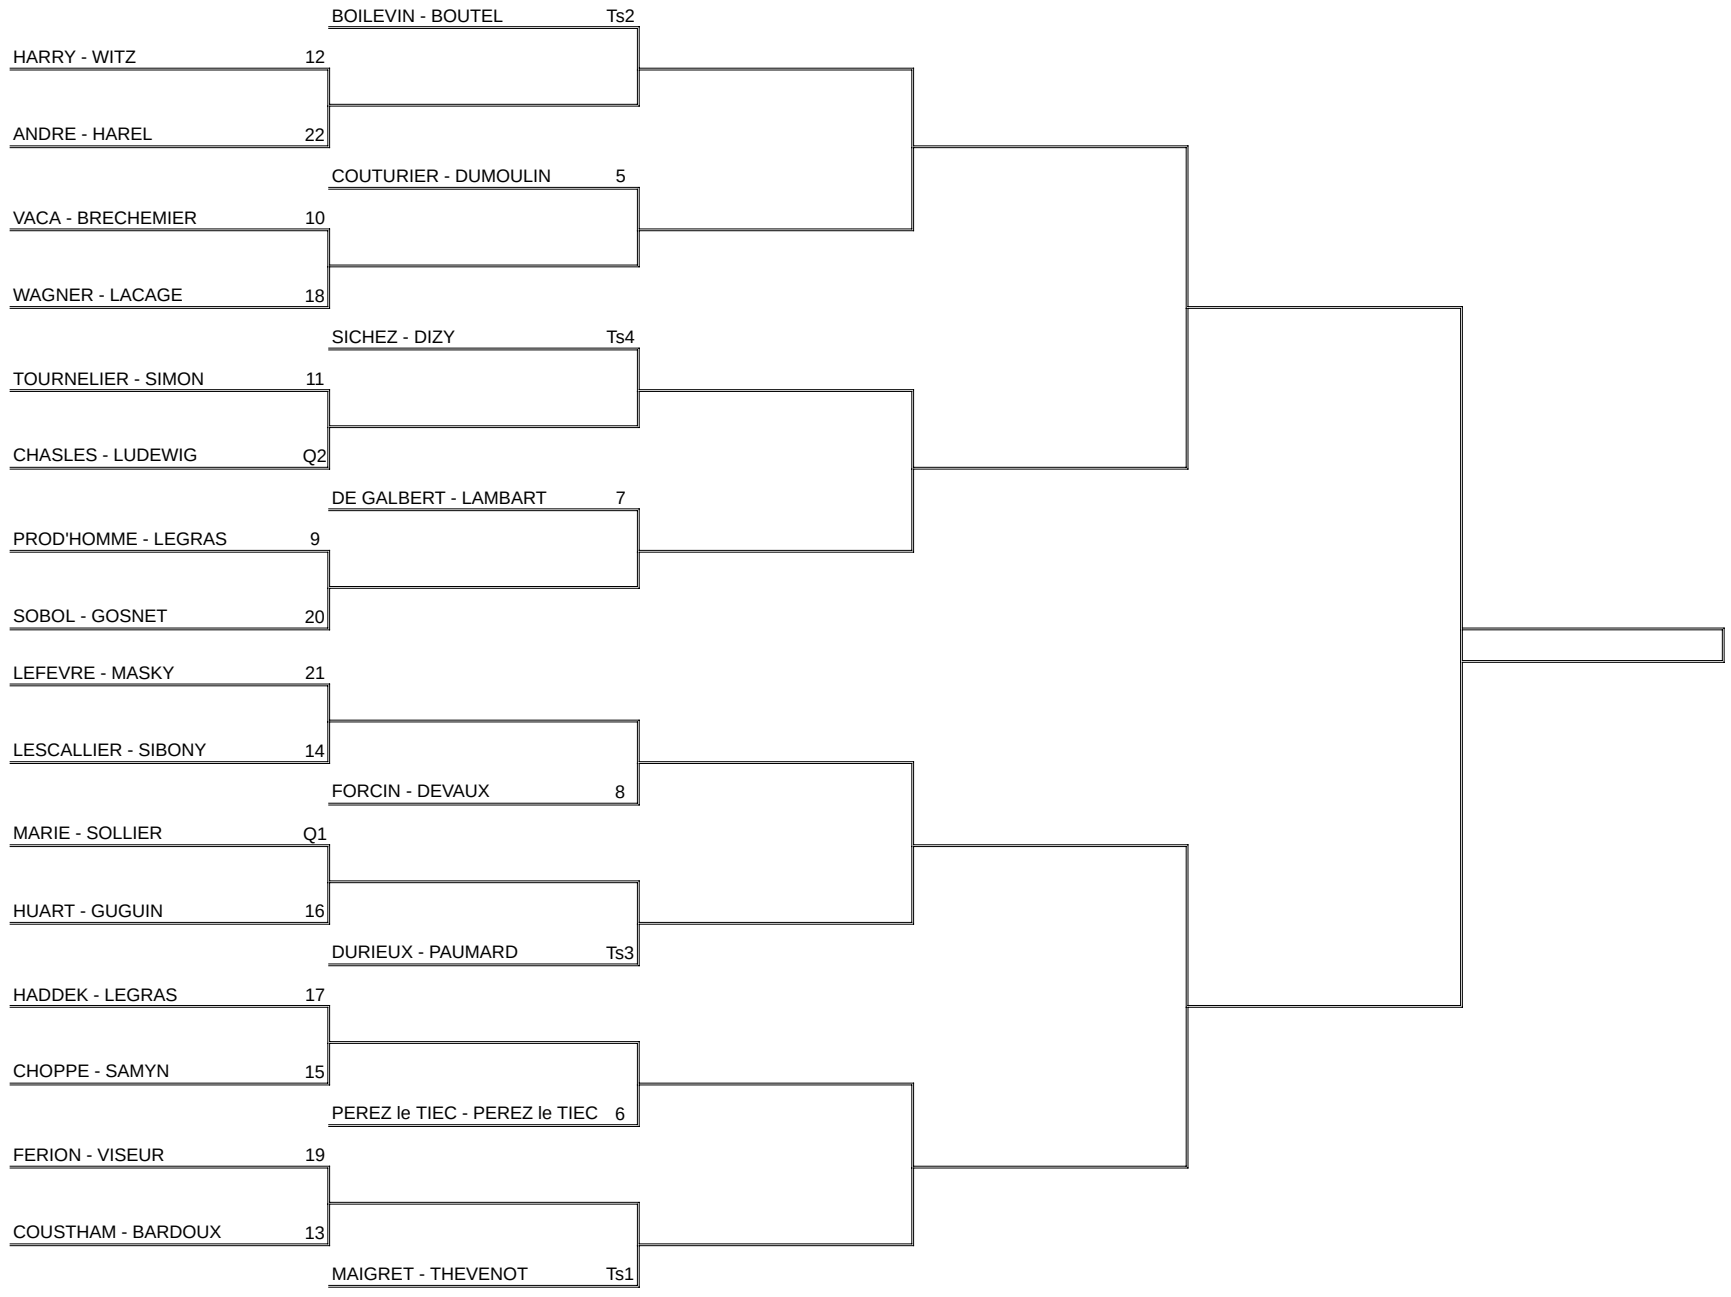 BOILEVIN - BOUTEL Ts2
HARRY - WITZ 12
ANDRE - HAREL 22
COUTURIER - DUMOULIN 5
VACA - BRECHEMIER 10
WAGNER - LACAGE 18
SICHEZ - DIZY Ts4
TOURNELIER - SIMON 11
CHASLES - LUDEWIG Q2
DE GALBERT - LAMBART 7
PROD'HOMME - LEGRAS 9
SOBOL - GOSNET 20
LEFEVRE - MASKY 21
LESCALLIER - SIBONY 14
FORCIN - DEVAUX 8
MARIE - SOLLIER Q1
HUART - GUGUIN 16
DURIEUX - PAUMARD Ts3
HADDEK - LEGRAS 17
CHOPPE - SAMYN 15
PEREZ le TIEC - PEREZ le TIEC 6
FERION - VISEUR 19
COUSTHAM - BARDOUX 13
MAIGRET - THEVENOT Ts1